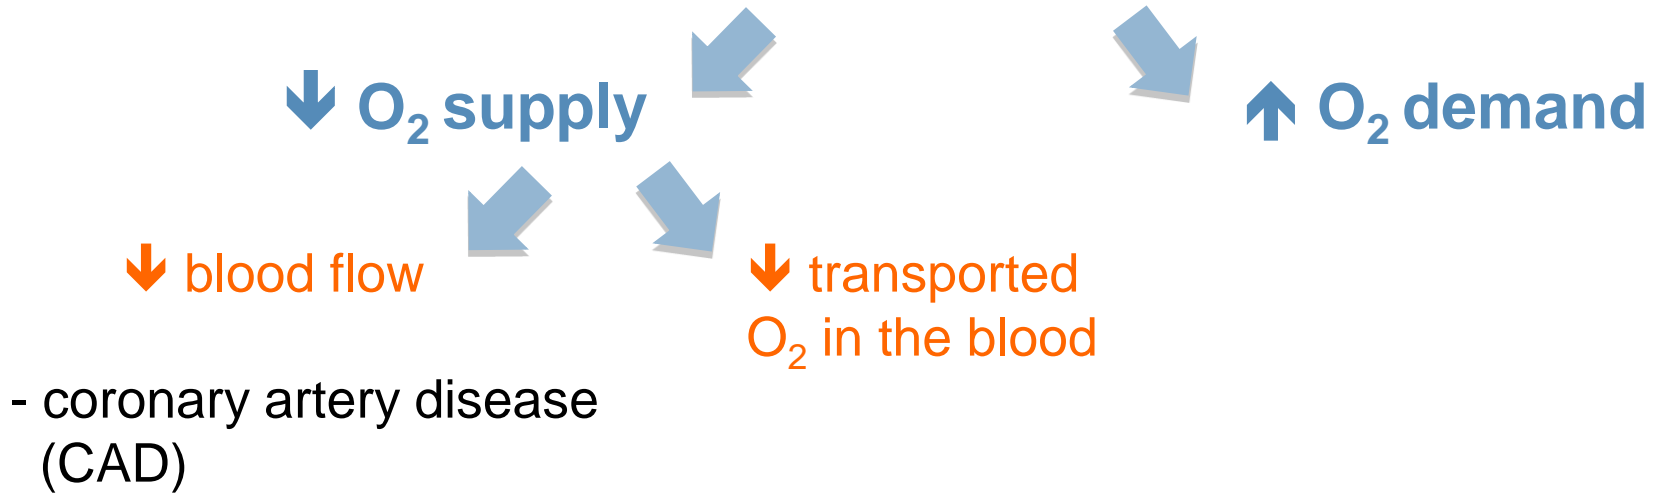 🡻 O₂ supply
🡹 O₂ demand
🡻 blood flow
🡻 transported
O₂ in the blood
- coronary artery disease
(CAD)